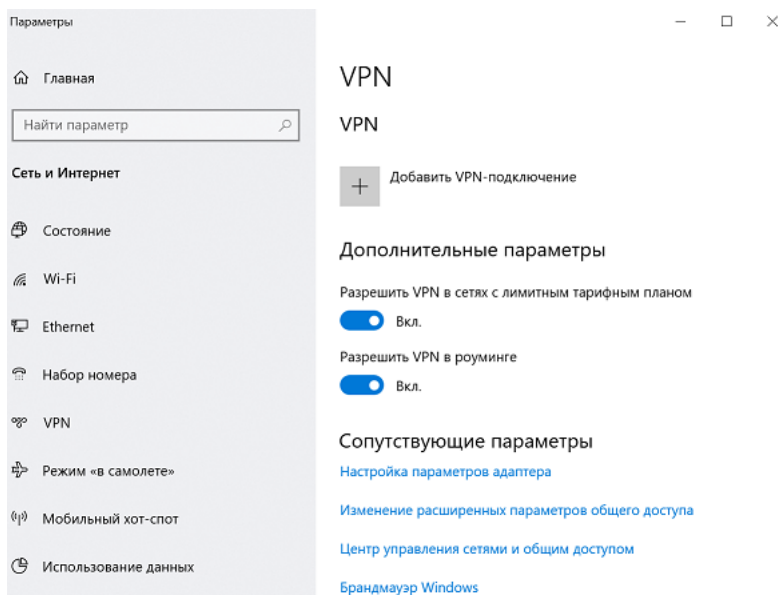 Параметры
Главная
Найти параметр
Сеть и Интернет
Состояние
Wi-Fi
Ethernet
Набор номера
VPN
Режим «в самолете»
Мобильный хот-спот
Использование данных
VPN
VPN
Добавить VPN-подключение
Дополнительные параметры
Разрешить VPN в сетях с лимитным тарифным планом
Вкл.
Разрешить VPN в роуминге
Вкл.
Сопутствующие параметры
Настройка параметров адаптера
Изменение расширенных параметров общего доступа
Центр управления сетями и общим доступом
Брандмауэр Windows